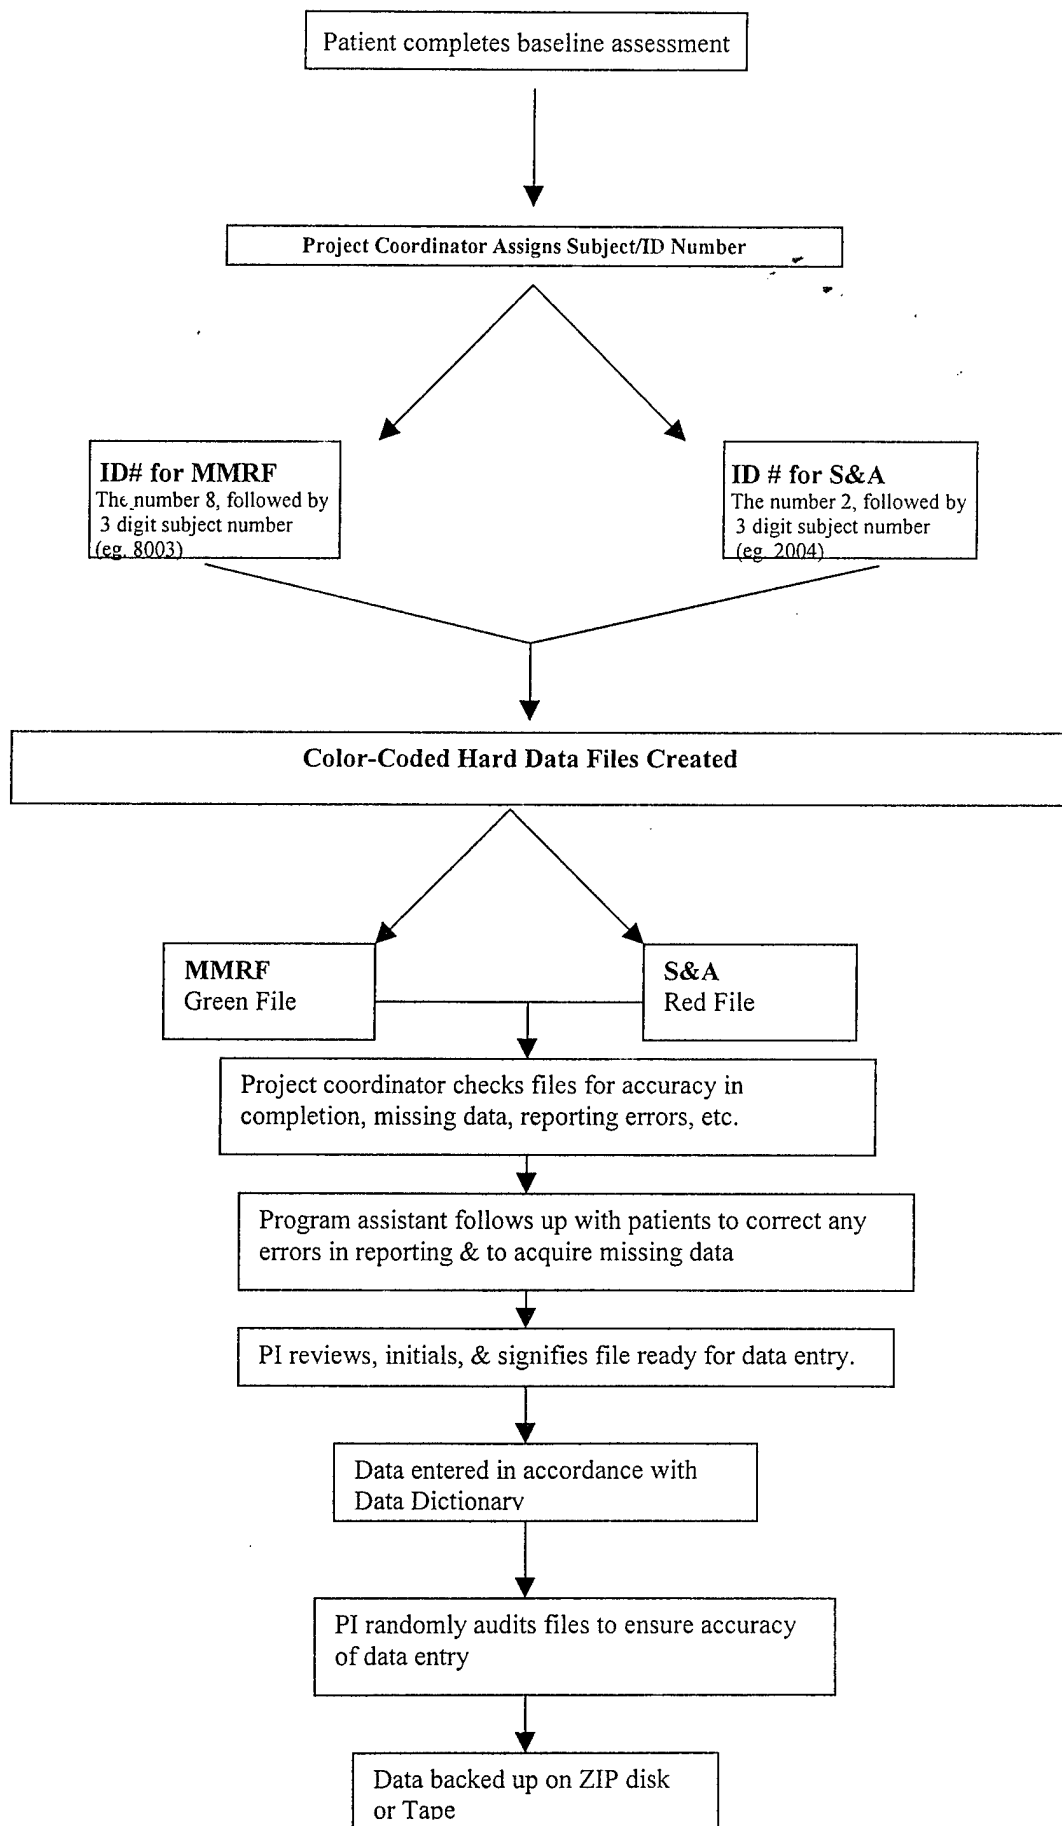 Patient completes baseline assessment
Project Coordinator Assigns Subject/ID Number
ID# for MMRF
The number 8, followed by
3 digit subject number
(eg. 8003)
ID # for S&A
The number 2, followed by
3 digit subject number
(eg. 2004)
Color-Coded Hard Data Files Created
MMRF
Green File
S&A
Red File
Project coordinator checks files for accuracy in
completion, missing data, reporting errors, etc.
Program assistant follows up with patients to correct any
errors in reporting & to acquire missing data
PI reviews, initials, & signifies file ready for data entry.
Data entered in accordance with
Data Dictionary
PI randomly audits files to ensure accuracy
of data entry
Data backed up on ZIP disk
or Tape